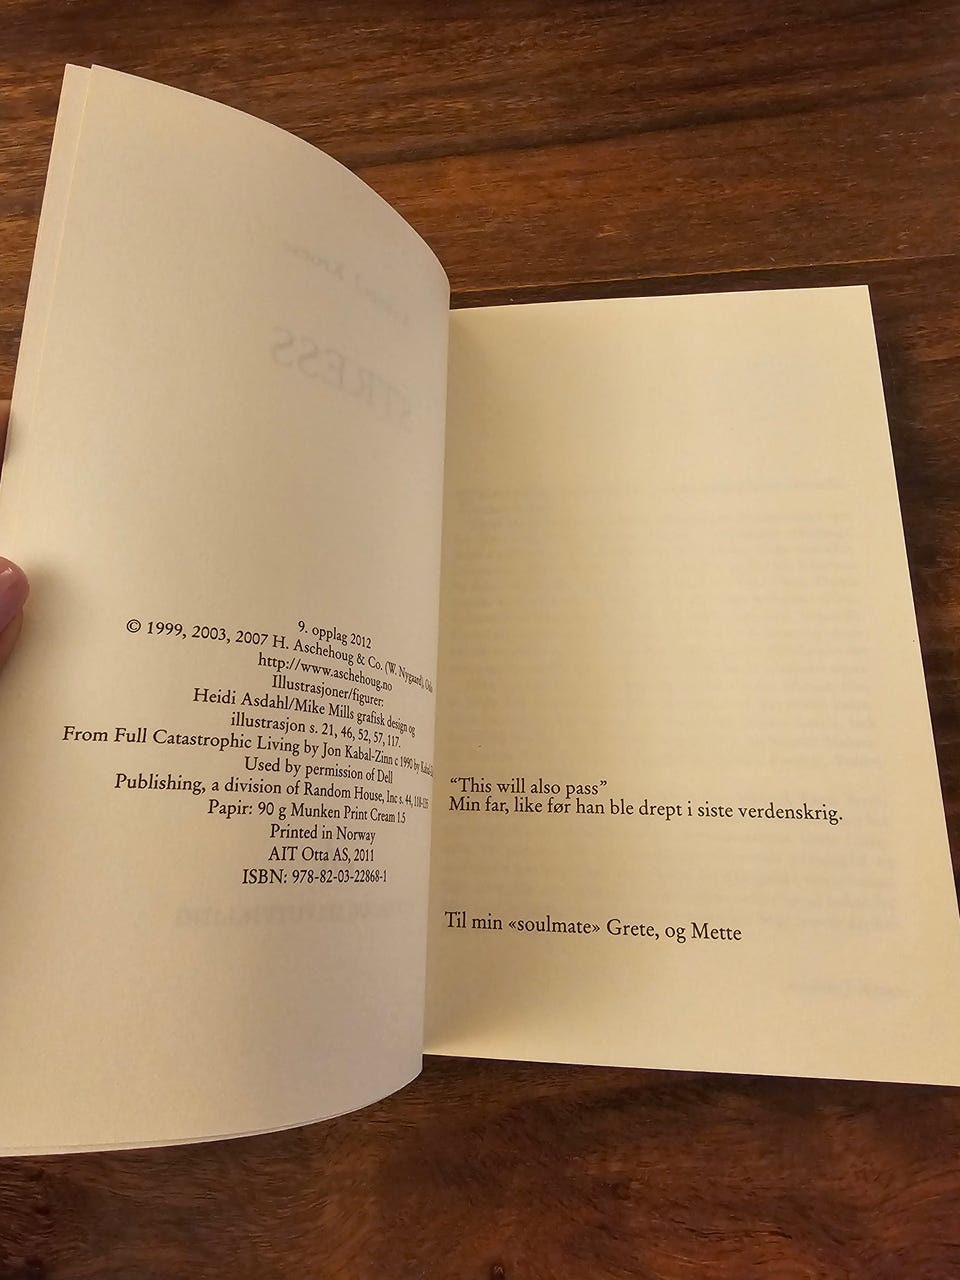 STRESS
9. opplag 2012
© 1999, 2003, 2007 H. Aschehoug & Co. (W. Nygaard), Oslo
http://www.aschehoug.no
Illustrasjoner/figurer:
Heidi Asdahl/Mike Mills grafisk design og
illustrasjon s. 21, 46, 52, 57, 117.
From Full Catastrophic Living by Jon Kabal-Zinn c 1990 by
Used by permission of Dell
Publishing, a division of Random House, Inc s. 44, 118-
Papir: 90 g Munken Print Cream 1.5
Printed in Norway
AIT Otta AS, 2011
ISBN: 978-82-03-22868-1
“This will also pass”
Min far, like før han ble drept i siste verdenskrig.
Til min «soulmate» Grete, og Mette